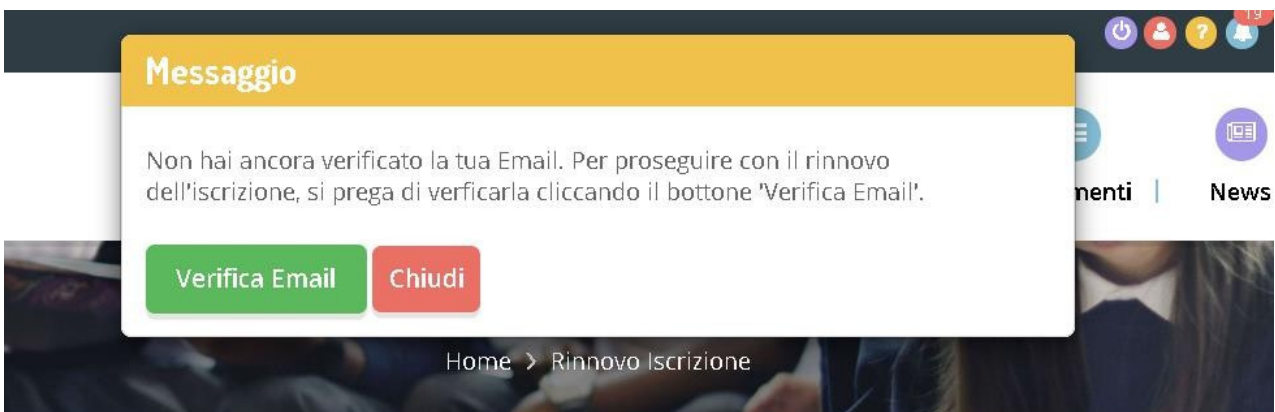 19
Messaggio
Non hai ancora verificato la tua Email. Per proseguire con il rinnovo
dell'iscrizione, si prega di verficarla cliccando il bottone 'Verifica Email'.
menti | News
Verifica Email Chiudi
Home > Rinnovo Iscrizione